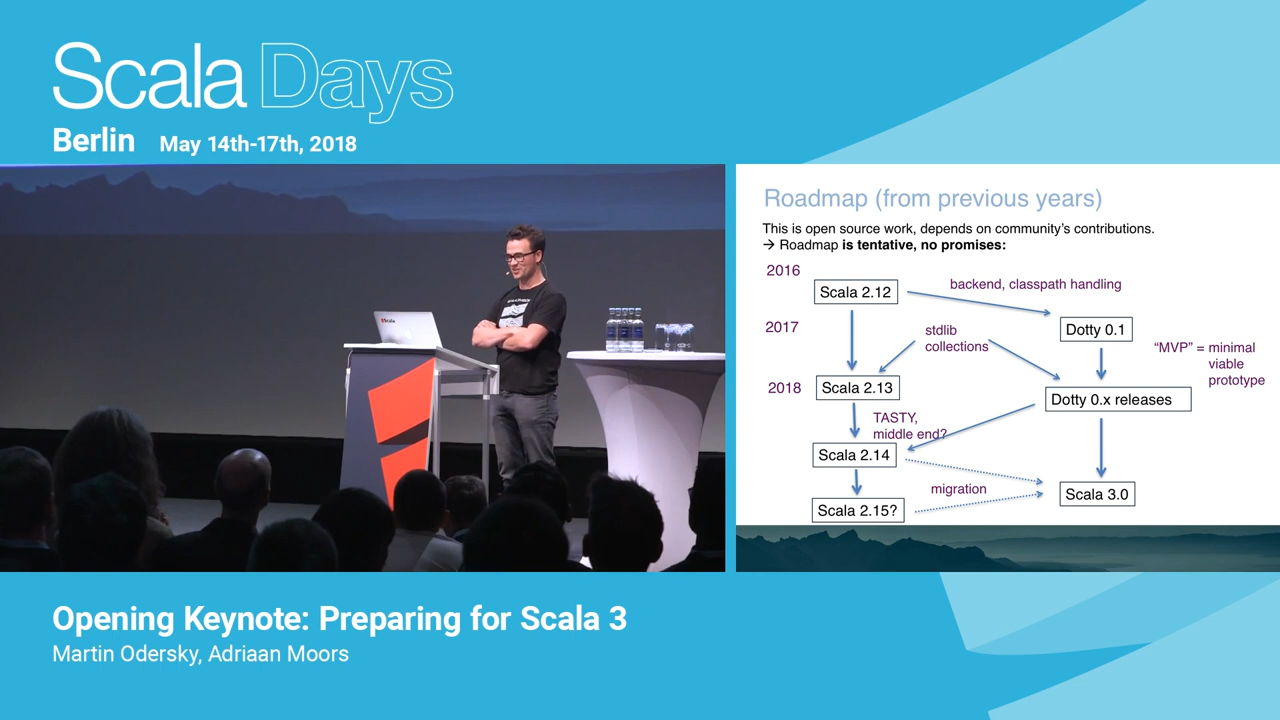 Scala Days
Berlin May 14th-17th, 2018
Scala
Roadmap (from previous years)
This is open source work, depends on community's contributions.
→ Roadmap is tentative, no promises:
2016
Scala 2.12
backend, classpath handling
2017
stdlib
collections
Dotty 0.1
"MVP" = minimal
viable
prototype
2018
Scala 2.13
Dotty 0.x releases
TASTY,
middle end?
Scala 2.14
migration
Scala 3.0
Scala 2.15?
Opening Keynote: Preparing for Scala 3
Martin Odersky, Adriaan Moors